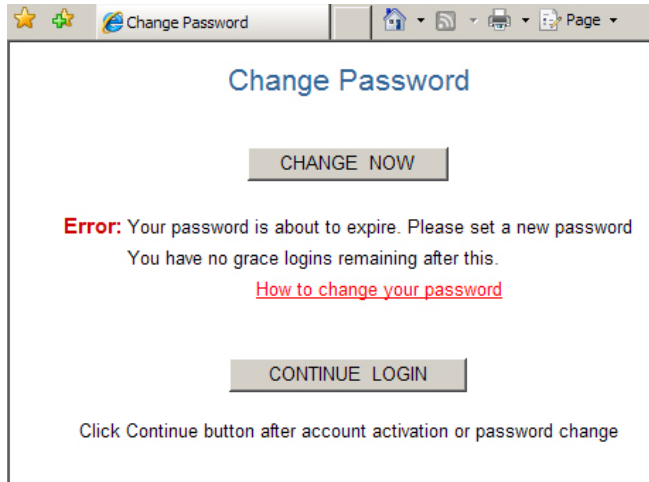 Change Password
Page
Change Password
CHANGE NOW
Error: Your password is about to expire. Please set a new password
You have no grace logins remaining after this.
How to change your password
CONTINUE LOGIN
Click Continue button after account activation or password change